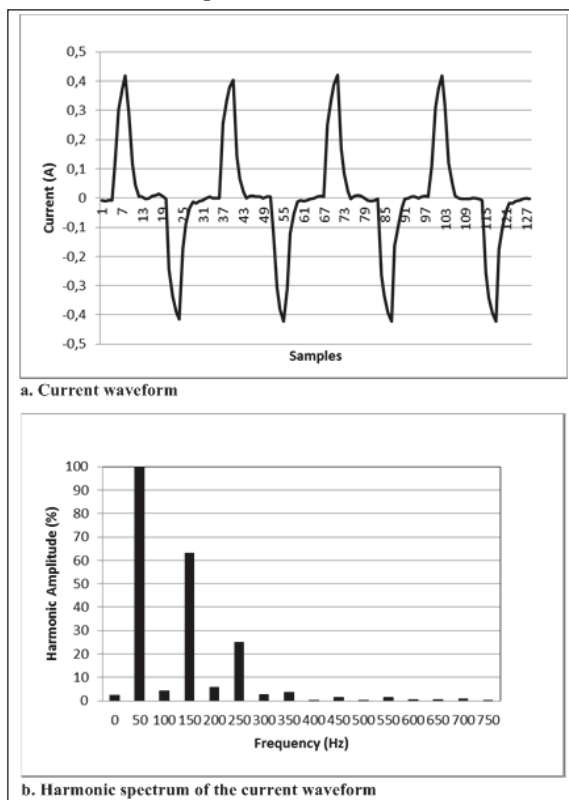 0,5
0,4
0,3
0,2
0,1
0
-0,1
-0,2
-0,3
-0,4
-0,5
Current (A)
1 7 13 19 25 31 37 43 49 55 61 67 73 79 85 91 97 103 109 115 121 127
Samples
a. Current waveform
100
90
80
70
60
50
40
30
20
10
0
Harmonic Amplitude (%)
0 50 100 150 200 250 300 350 400 450 500 550 600 650 700 750
Frequency (Hz)
b. Harmonic spectrum of the current waveform